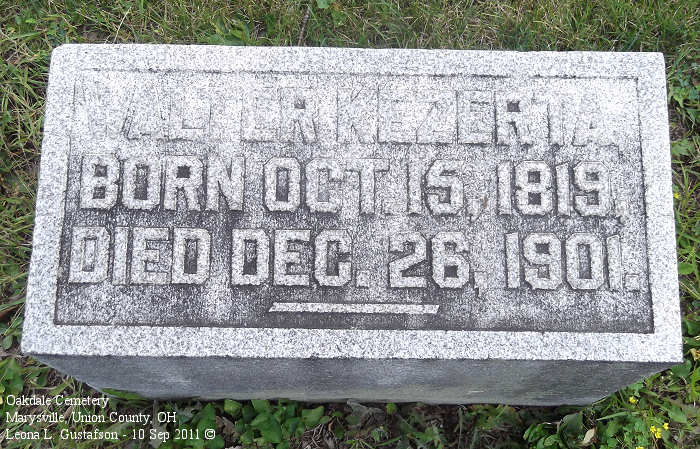 WALTER KEZERTA
BORN OCT. 15, 1819,
DIED DEC. 26, 1901.
Oakdale Cemetery
Marysville, Union County, OH
Leona L. Gustafson - 10 Sep 2011 ©